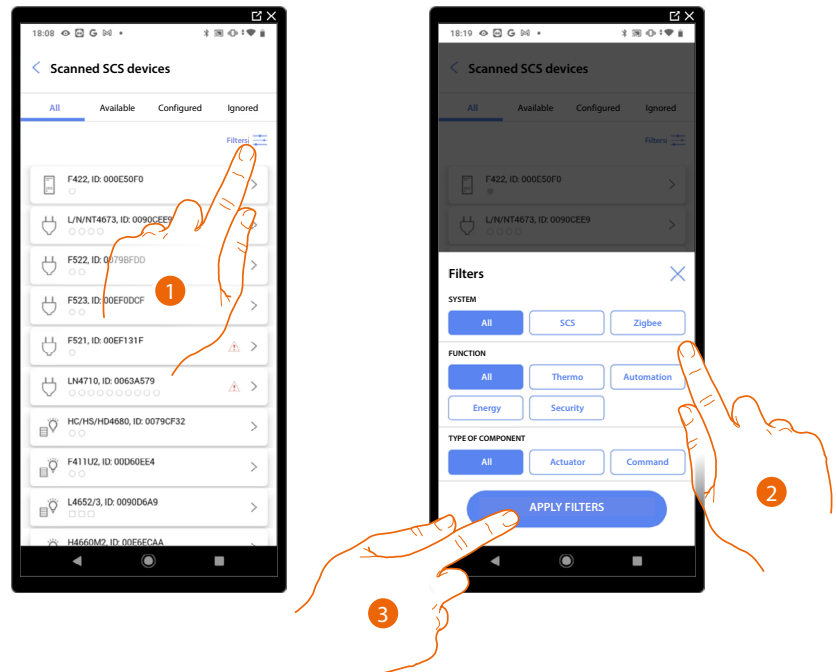 18:08
Scanned SCS devices
All Available Configured Ignored
Filters
F422, ID: 000E50F0
L/N/NT4673, ID: 0090CEE9
F522, ID: 0079BFDD
F523, ID: 00EF0DCF
F521, ID: 00EF131F
LN4710, ID: 0063A579
HC/HS/HD4680, ID: 0079CF32
F411U2, ID: 00D60EE4
L4652/3, ID: 0090D6A9
H4660M2, ID: 00E6ECAA
1
18:19
Scanned SCS devices
All Available Configured Ignored
Filters
F422, ID: 000E50F0
L/N/NT4673, ID: 0090CEE9
Filters
SYSTEM
All SCS Zigbee
FUNCTION
All Thermo Automation
Energy Security
TYPE OF COMPONENT
All Actuator Command
APPLY FILTERS
2
3